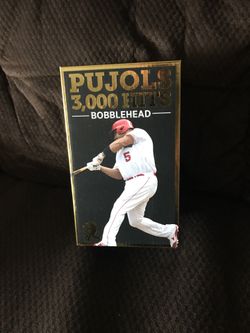 PUJOLS
3,000 HITS
BOBBLEHEAD
5